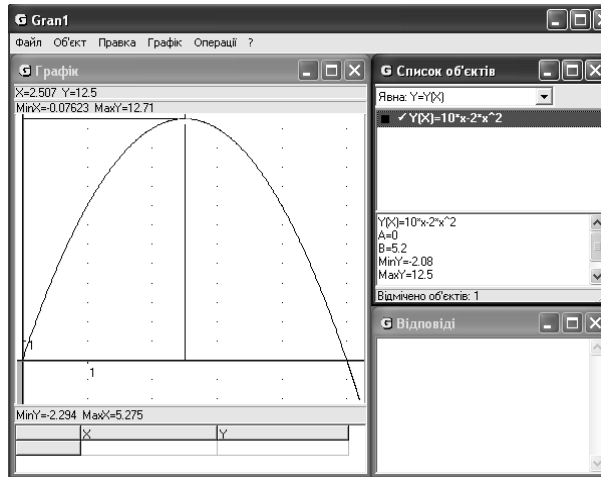 G Gran1
Файл Об'єкт Правка Графік Операції ?
G Графік
X=2.507 Y=12.5
MinX=-0.07623 MaxY=12.71
1
1
MinY=-2.294 MaxX=5.275
X Y
G Список об'єктів
Явна: Y=Y(X)
✓ Y(X)=10*x-2*x^2
Y(X)=10*x-2*x^2
A=0
B=5.2
MinY=-2.08
MaxY=12.5
Відмічено об'єктів: 1
G Відповіді